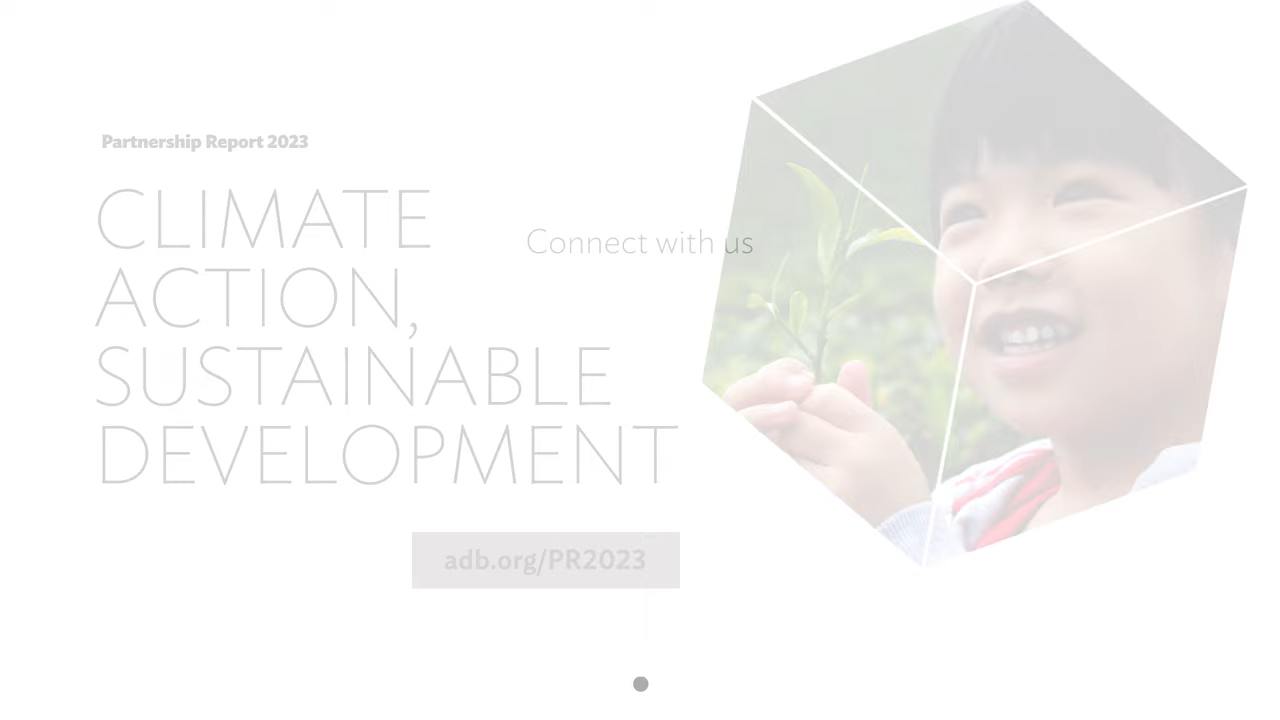 Partnership Report 2023
CLIMATE
ACTION,
SUSTAINABLE
DEVELOPMENT
Connect with us
adb.org/PR2023